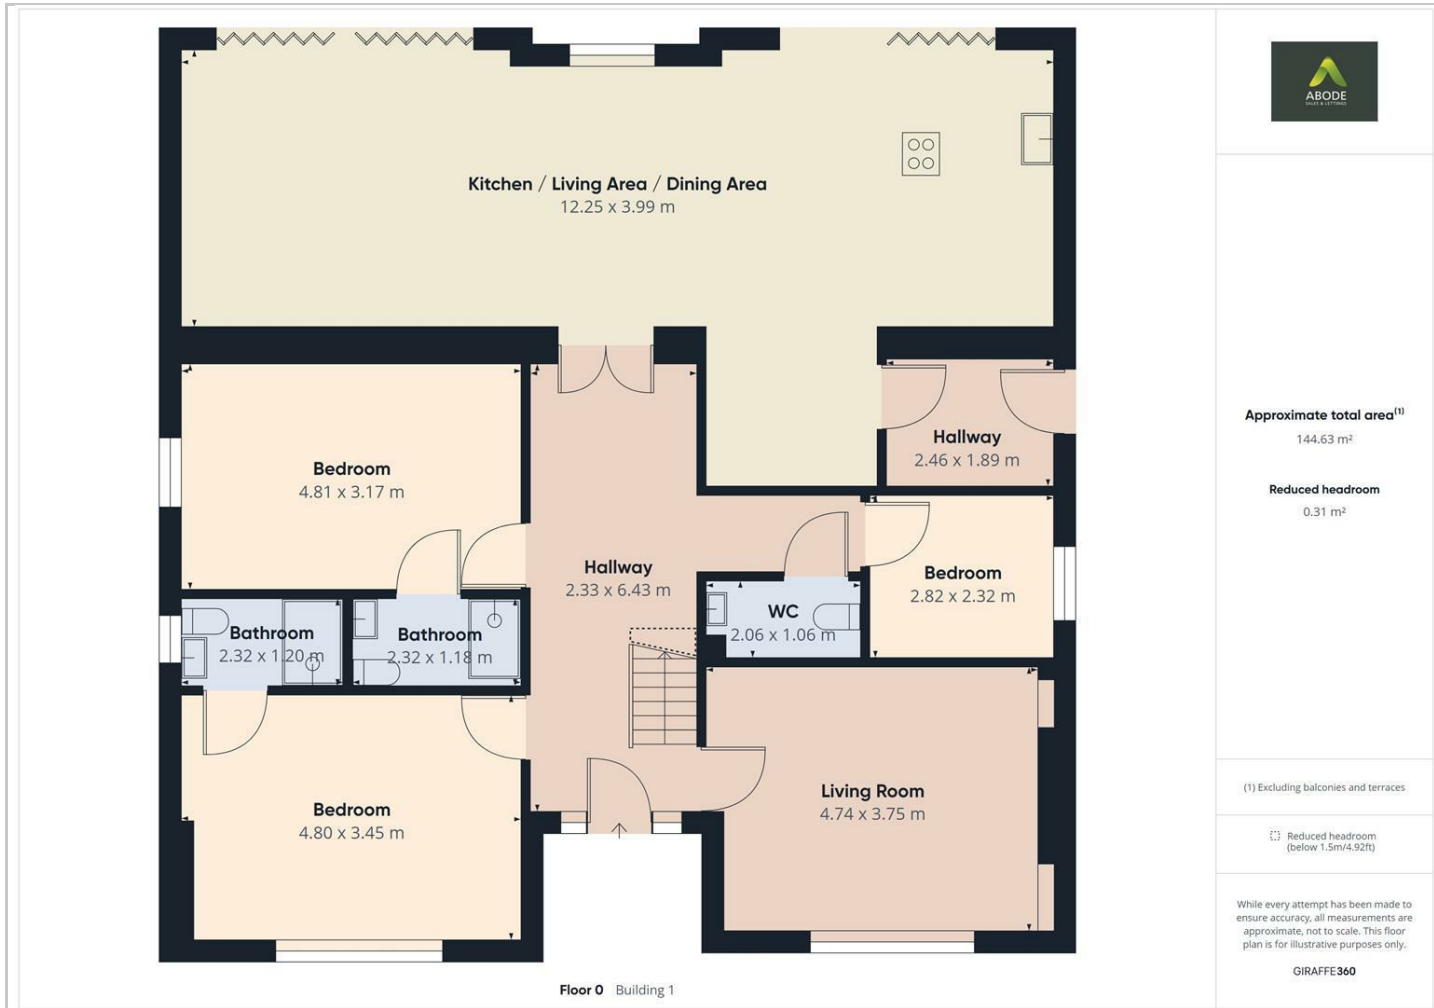 Kitchen / Living Area / Dining Area
12.25 x 3.99 m
Hallway
2.46 x 1.89 m
Bedroom
4.81 x 3.17 m
Hallway
2.33 x 6.43 m
Bedroom
2.82 x 2.32 m
WC
2.06 x 1.06 m
Bathroom
2.32 x 1.20 m
Bathroom
2.32 x 1.18 m
Bedroom
4.80 x 3.45 m
Living Room
4.74 x 3.75 m
Floor 0 Building 1
ABODE
SALES & LETTINGS
Approximate total area(1)
144.63 m²
Reduced headroom
0.31 m²
(1) Excluding balconies and terraces
Reduced headroom
(below 1.5m/4.92ft)
While every attempt has been made to
ensure accuracy, all measurements are
approximate, not to scale. This floor
plan is for illustrative purposes only.
GIRAFFE360